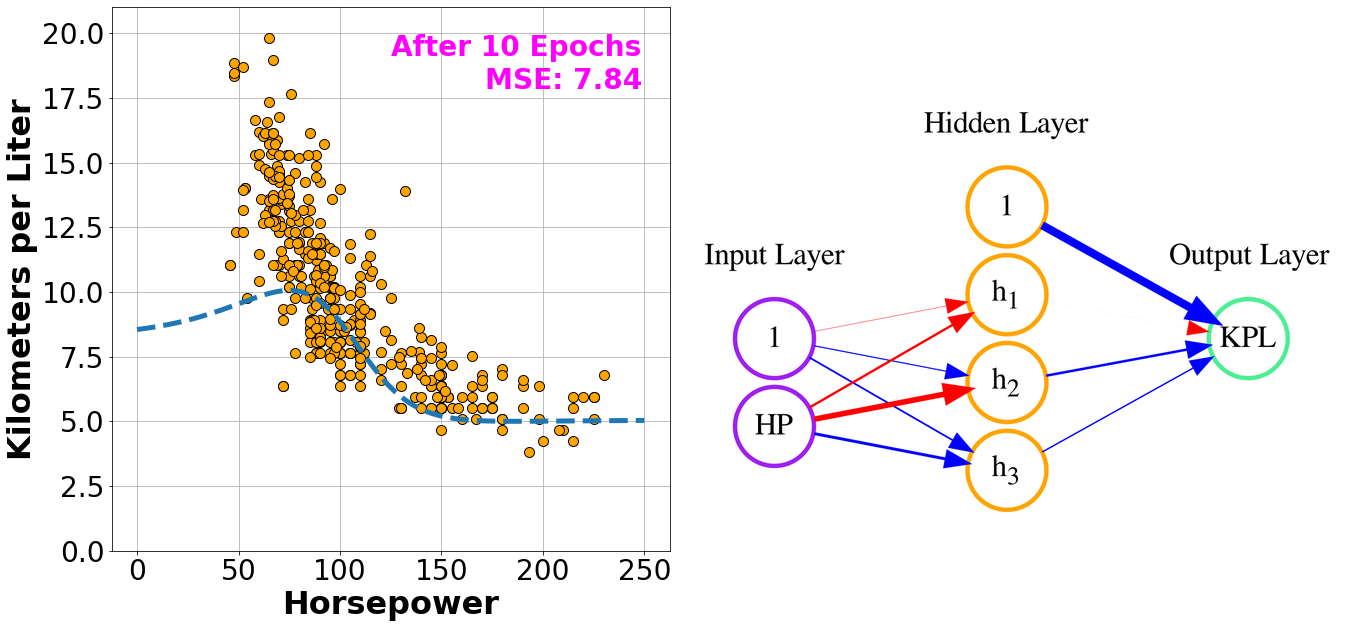 After 10 Epochs
MSE: 7.84
Kilometers per Liter
20.0
17.5
15.0
12.5
10.0
7.5
5.0
2.5
0.0
0 50 100 150 200 250
Horsepower
Hidden Layer
Input Layer
Output Layer
1
h1
h2
h3
1
HP
KPL